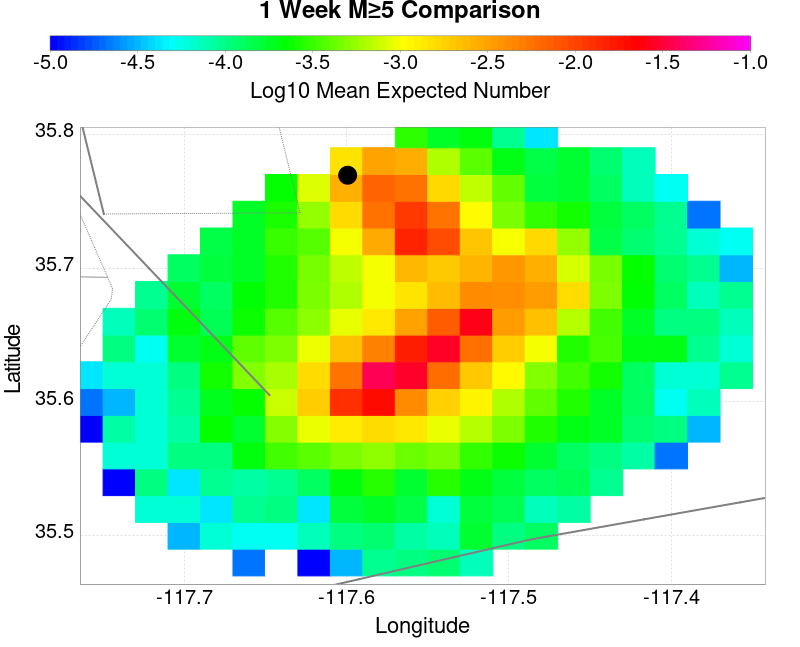 1 Week M≥5 Comparison
-5.0 -4.5 -4.0 -3.5 -3.0 -2.5 -2.0 -1.5 -1.0
Log10 Mean Expected Number
35.8
35.7
35.6
35.5
Latitude
-117.7 -117.6 -117.5 -117.4
Longitude